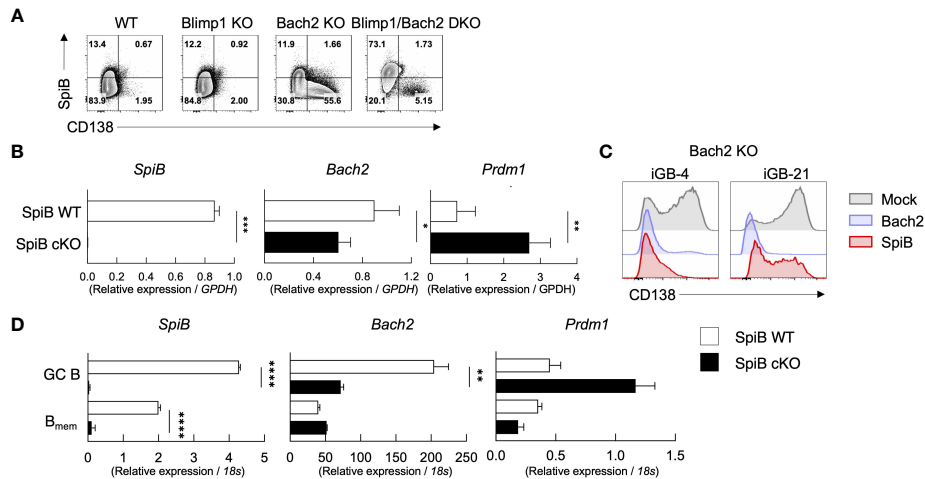 A
WT Blimp1 KO Bach2 KO Blimp1/Bach2 DKO
13.4 0.67 12.2 0.92 11.9 1.66 73.1 1.73
SpiB
83.9 1.95 84.8 2.00 30.8 55.6 20.1 5.15
CD138
B
SpiB Bach2 Prdm1
SpiB WT
SpiB cKO
*** * **
0.0 0.2 0.4 0.6 0.8 1.0 0.0 0.4 0.8 1.2 0 1 2 3 4
(Relative expression / GPDH) (Relative expression / GPDH) (Relative expression / GPDH)
C
Bach2 KO
iGB-4 iGB-21
Mock
Bach2
SpiB
CD138
D
SpiB Bach2 Prdm1
SpiB WT
SpiB cKO
GC B
**** **
Bmem
****
0 1 2 3 4 5 0 50 100 150 200 250 0.0 0.5 1.0 1.5
(Relative expression / 18s) (Relative expression / 18s) (Relative expression / 18s)